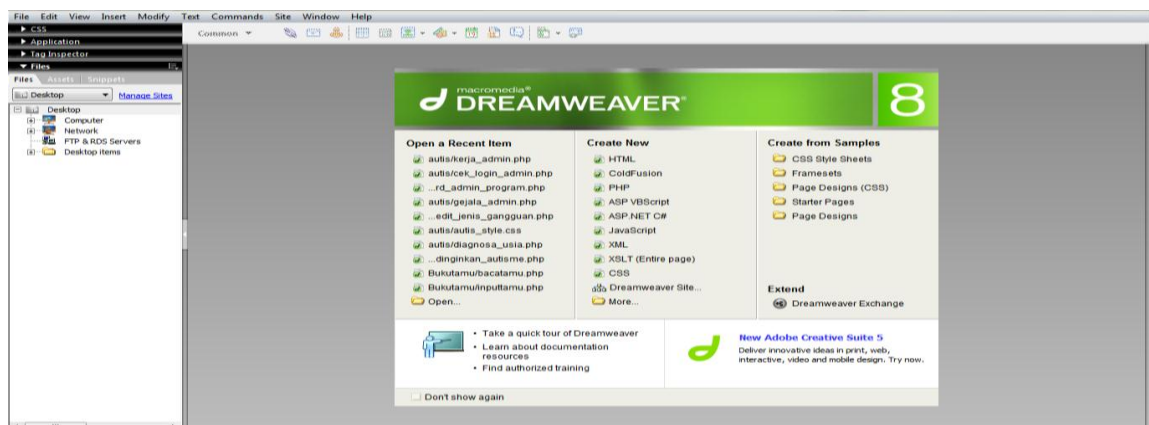 File Edit View Insert Modify Text Commands Site Window Help
CSS
Application
Tag Inspector
Files
Files Assets Snippets
Desktop Manage Sites
Desktop
Computer
Network
FTP & RDS Servers
Desktop items
Common
macromedia®
DREAMWEAVER® 8
Open a Recent Item
autis/kerja_admin.php
autis/cek_login_admin.php
...rd_admin_program.php
autis/gejala_admin.php
...edit_jenis_gangguan.php
autis/autis_style.css
autis/diagnosa_usia.php
...dinginkan_autisme.php
Bukutamu/bacatamu.php
Bukutamu/inputtamu.php
Open...
Create New
HTML
ColdFusion
PHP
ASP VBScript
ASP.NET C#
JavaScript
XML
XSLT (Entire page)
CSS
Dreamweaver Site...
More...
Create from Samples
CSS Style Sheets
Framesets
Page Designs (CSS)
Starter Pages
Page Designs
Extend
Dreamweaver Exchange
• Take a quick tour of Dreamweaver
• Learn about documentation
resources
• Find authorized training
New Adobe Creative Suite 5
Deliver innovative ideas in print, web,
interactive, video and mobile design. Try now.
Don't show again